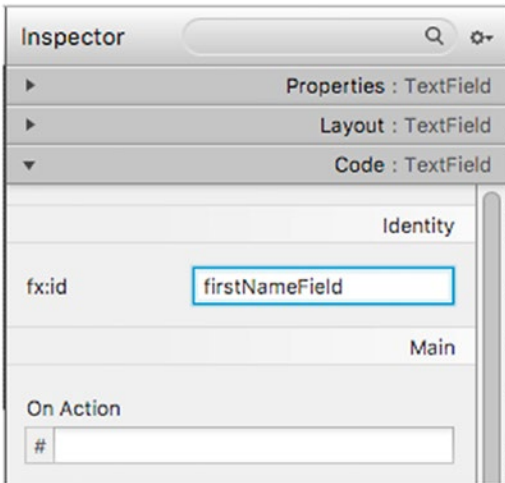 Inspector
Properties : TextField
Layout : TextField
Code : TextField
Identity
fx:id firstNameField
Main
On Action
#